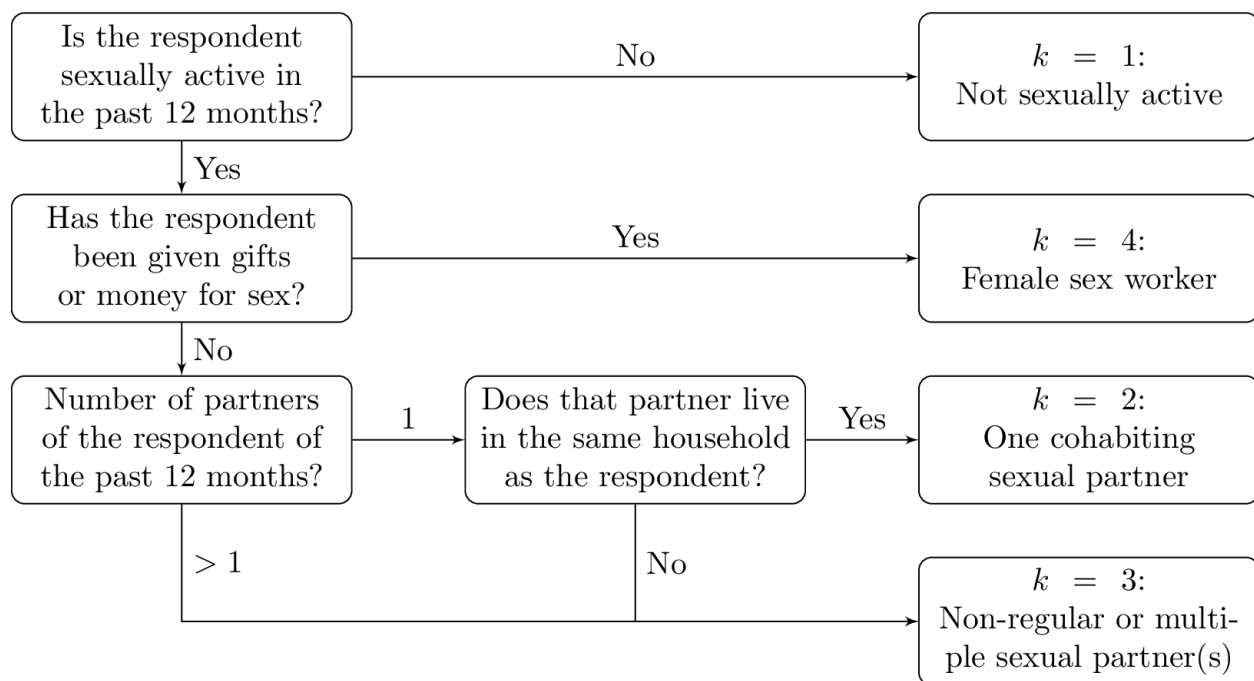 Is the respondent
sexually active in
the past 12 months?
No
k = 1:
Not sexually active
Yes
Has the respondent
been given gifts
or money for sex?
Yes
k = 4:
Female sex worker
No
Number of partners
of the respondent of
the past 12 months?
1
Does that partner live
in the same household
as the respondent?
Yes
k = 2:
One cohabiting
sexual partner
> 1
No
k = 3:
Non-regular or multi-
ple sexual partner(s)